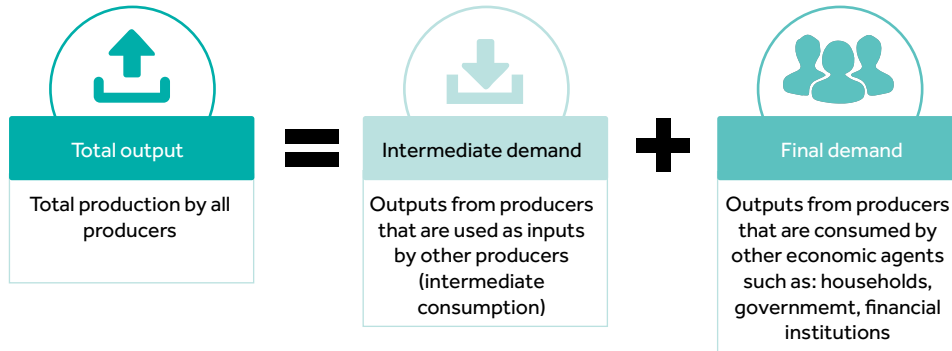 Total output
Total production by all
producers
=
Intermediate demand
Outputs from producers
that are used as inputs
by other producers
(intermediate
consumption)
+
Final demand
Outputs from producers
that are consumed by
other economic agents
such as: households,
governmemt, financial
institutions